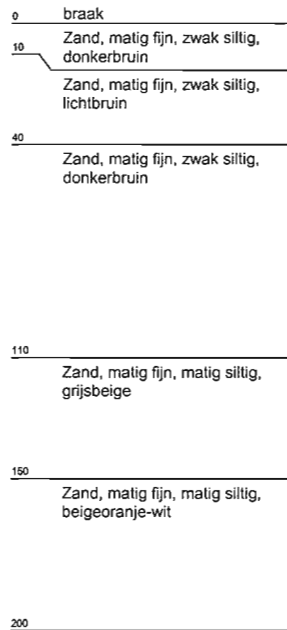 0 braak
Zand, matig fijn, zwak siltig,
donkerbruin
10
Zand, matig fijn, zwak siltig,
lichtbruin
40
Zand, matig fijn, zwak siltig,
donkerbruin
110
Zand, matig fijn, matig siltig,
grijsbeige
150
Zand, matig fijn, matig siltig,
beigeoranje-wit
200